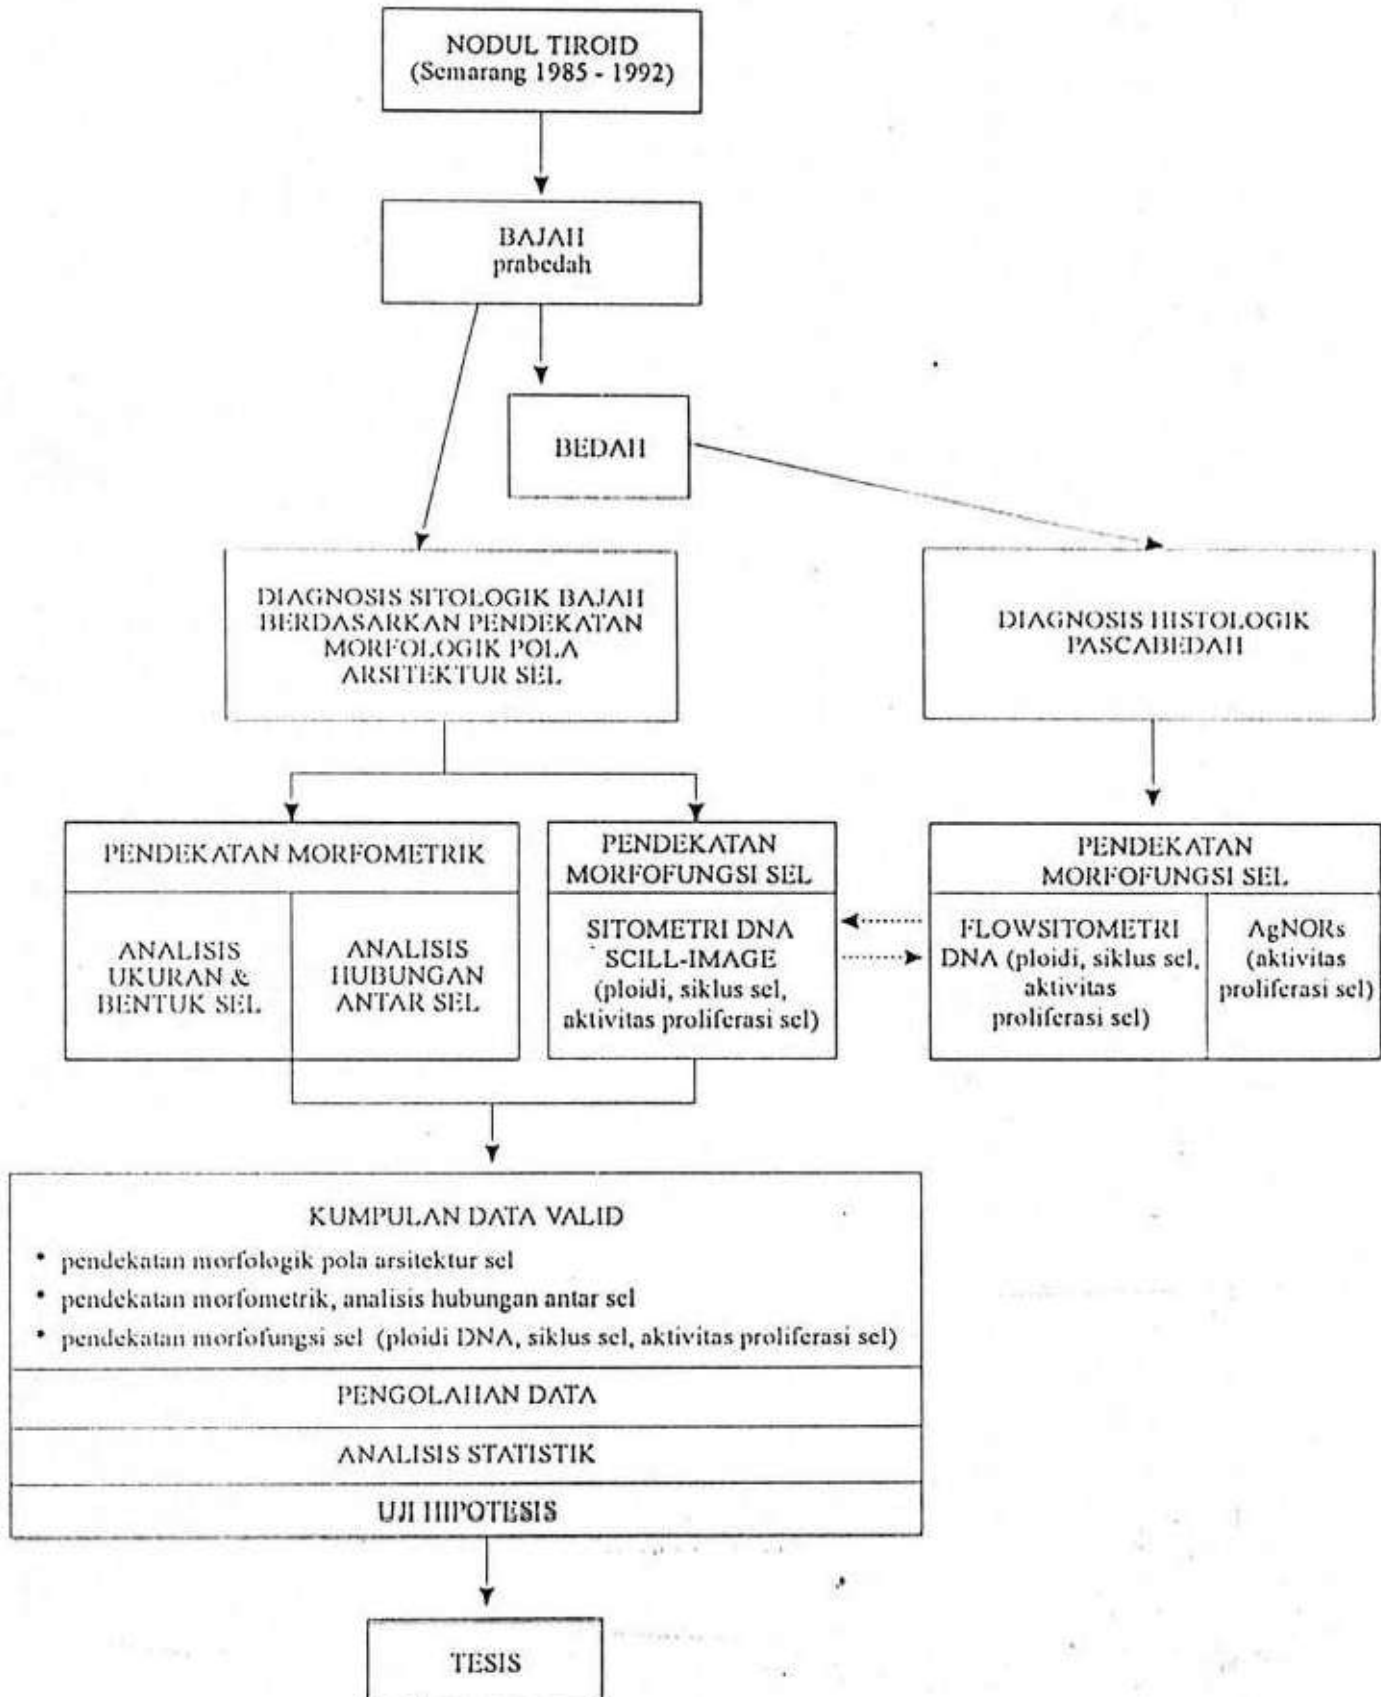 NODUL TIROID
(Semarang 1985 - 1992)
BAJAH
prabedah
BEDAH
DIAGNOSIS SITOLOGIK BAJAH
BERDASARKAN PENDEKATAN
MORFOLOGIK POLA
ARSITEKTUR SEL
DIAGNOSIS HISTOLOGIK
PASCABEDAH
PENDEKATAN MORFOMETRIK
ANALISIS
UKURAN &
BENTUK SEL
ANALISIS
HUBUNGAN
ANTAR SEL
PENDEKATAN
MORFOFUNGSI SEL
SITOMETRI DNA
SCILL-IMAGE
(ploidi, siklus sel,
aktivitas proliferasi sel)
PENDEKATAN
MORFOFUNGSI SEL
FLOWSITOMETRI
DNA (ploidi, siklus sel,
aktivitas
proliferasi sel)
AgNORs
(aktivitas
proliferasi sel)
KUMPULAN DATA VALID
• pendekatan morfologik pola arsitektur sel
• pendekatan morfometrik, analisis hubungan antar sel
• pendekatan morfofungsi sel (ploidi DNA, siklus sel, aktivitas proliferasi sel)
PENGOLAHAN DATA
ANALISIS STATISTIK
UJI HIPOTESIS
TESIS